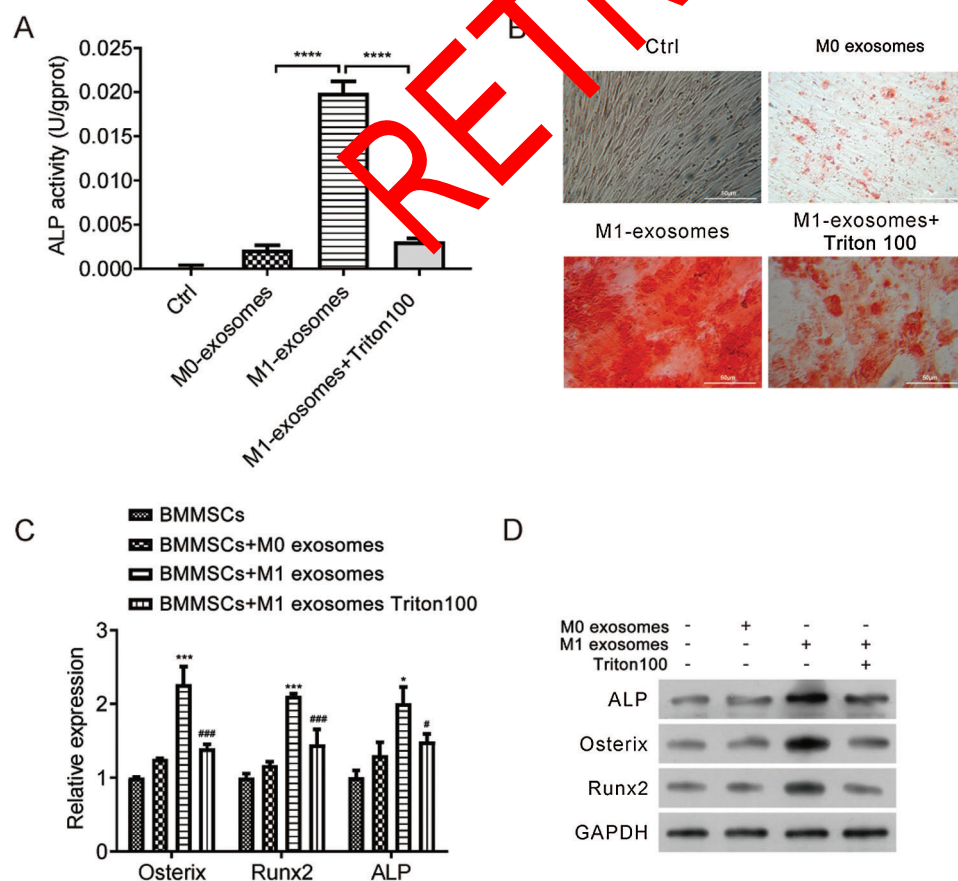 A
ALP activity (U/gprot)
0.025
0.020
0.015
0.010
0.005
0.000
****
****
Ctrl
M0-exosomes
M1-exosomes
M1-exosomes+Triton100
RETR
B
Ctrl
M0 exosomes
50μm
M1-exosomes
M1-exosomes+
Triton 100
50μm
50μm
C
BMMSCs
BMMSCs+M0 exosomes
BMMSCs+M1 exosomes
BMMSCs+M1 exosomes Triton100
Relative expression
3
2
1
0
***
###
***
###
*
#
Osterix
Runx2
ALP
D
M0 exosomes - + - -
M1 exosomes - - + +
Triton100 - - - +
ALP
Osterix
Runx2
GAPDH